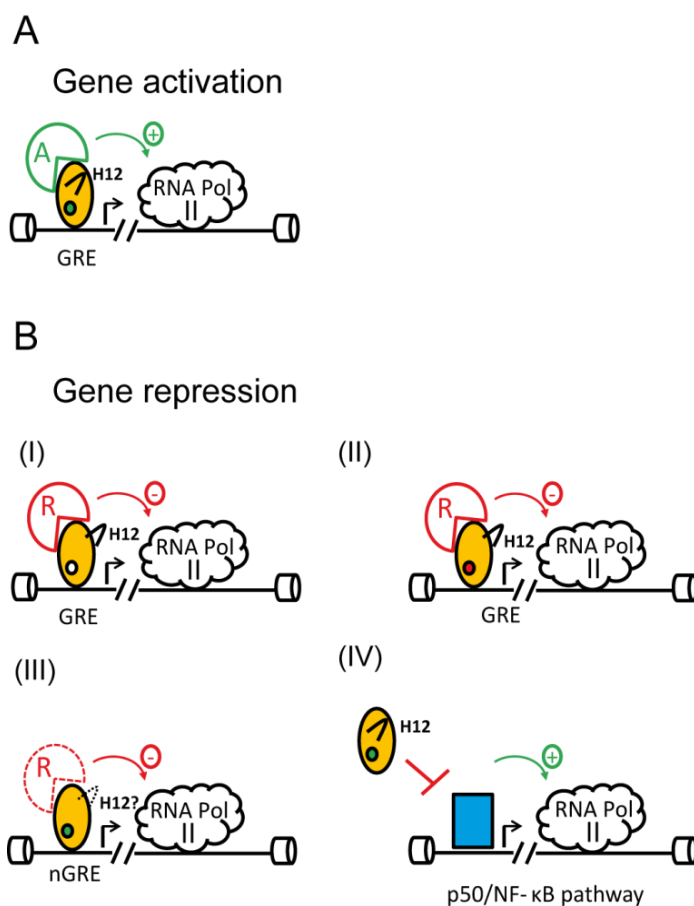 A
Gene activation
A
+
H12
RNA Pol
II
GRE
B
Gene repression
(I)
R
-
H12
RNA Pol
II
GRE
(II)
R
-
H12
RNA Pol
II
GRE
(III)
R
-
H12?
RNA Pol
II
nGRE
(IV)
H12
+
RNA Pol
II
p50/NF-κB pathway